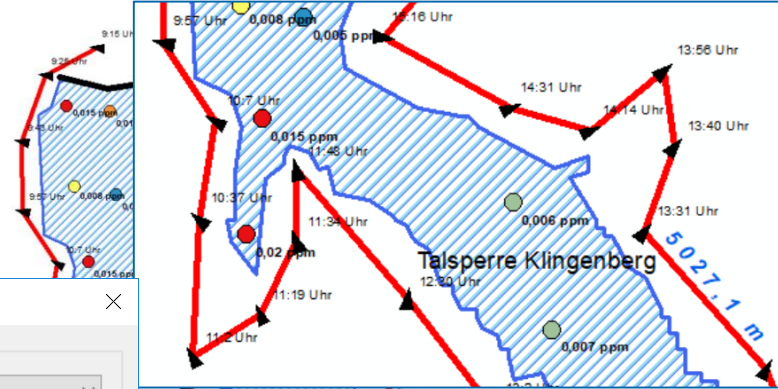 9:15 Uhr
9:25 Uhr
0,015 ppm
9:45 Uhr
9:57 Uhr
0,008 ppm
10:7 Uhr
0,015 ppm
9:57 Uhr
0,008 ppm
0,005 ppm
15:16 Uhr
13:56 Uhr
14:31 Uhr
14:14 Uhr
13:40 Uhr
10:7 Uhr
0,015 ppm
11:48 Uhr
10:37 Uhr
11:34 Uhr
0,006 ppm
13:31 Uhr
0,02 ppm
Talsperre Klingenberg
5027,1 m
12:30 Uhr
11:19 Uhr
11:2 Uhr
0,007 ppm